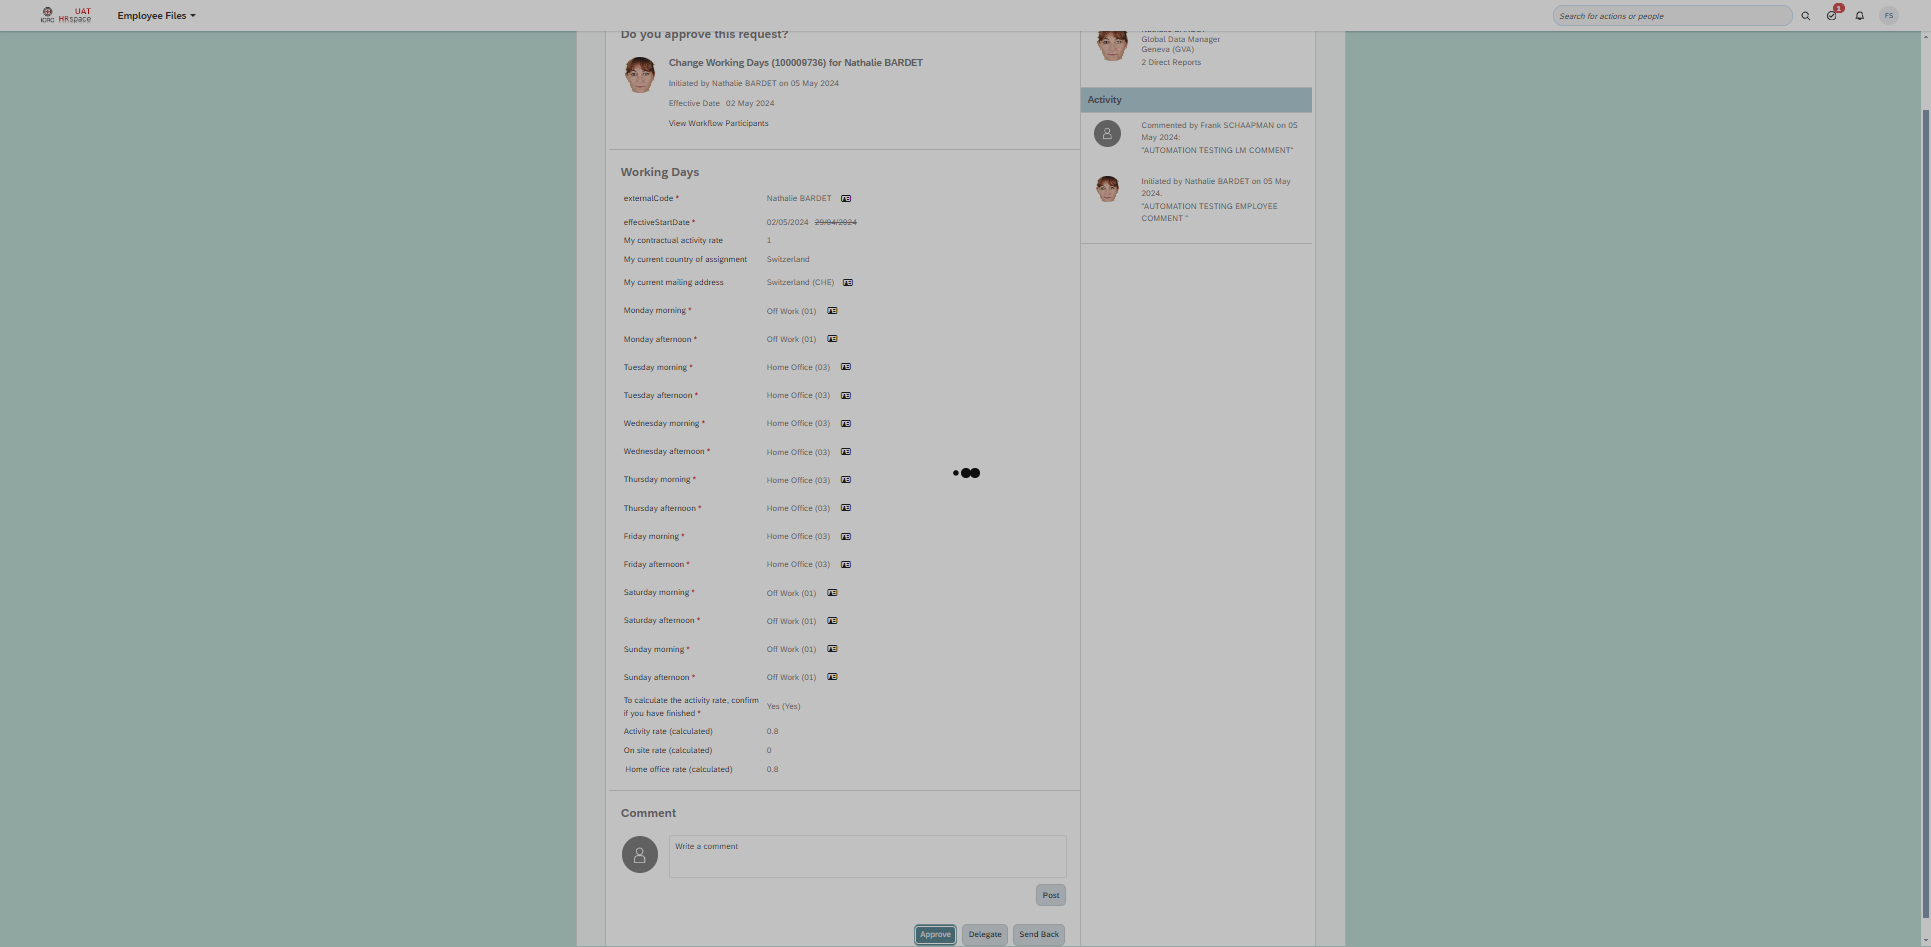 ICRC UAT HRspace
Employee Files
Search for actions or people
1
FS
Do you approve this request?
Change Working Days (100009736) for Nathalie BARDET
Initiated by Nathalie BARDET on 05 May 2024
Effective Date 02 May 2024
View Workflow Participants
Working Days
externalCode * Nathalie BARDET
effectiveStartDate * 02/05/2024 29/04/2024
My contractual activity rate 1
My current country of assignment Switzerland
My current mailing address Switzerland (CHE)
Monday morning * Off Work (01)
Monday afternoon * Off Work (01)
Tuesday morning * Home Office (03)
Tuesday afternoon * Home Office (03)
Wednesday morning * Home Office (03)
Wednesday afternoon * Home Office (03)
Thursday morning * Home Office (03)
Thursday afternoon * Home Office (03)
Friday morning * Home Office (03)
Friday afternoon * Home Office (03)
Saturday morning * Off Work (01)
Saturday afternoon * Off Work (01)
Sunday morning * Off Work (01)
Sunday afternoon * Off Work (01)
To calculate the activity rate, confirm
if you have finished * Yes (Yes)
Activity rate (calculated) 0.8
On site rate (calculated) 0
Home office rate (calculated) 0.8
Comment
Write a comment
Post
Approve Delegate Send Back
Global Data Manager
Geneva (GVA)
2 Direct Reports
Activity
Commented by Frank SCHAAPMAN on 05
May 2024:
"AUTOMATION TESTING LM COMMENT"
Initiated by Nathalie BARDET on 05 May
2024.
"AUTOMATION TESTING EMPLOYEE
COMMENT "